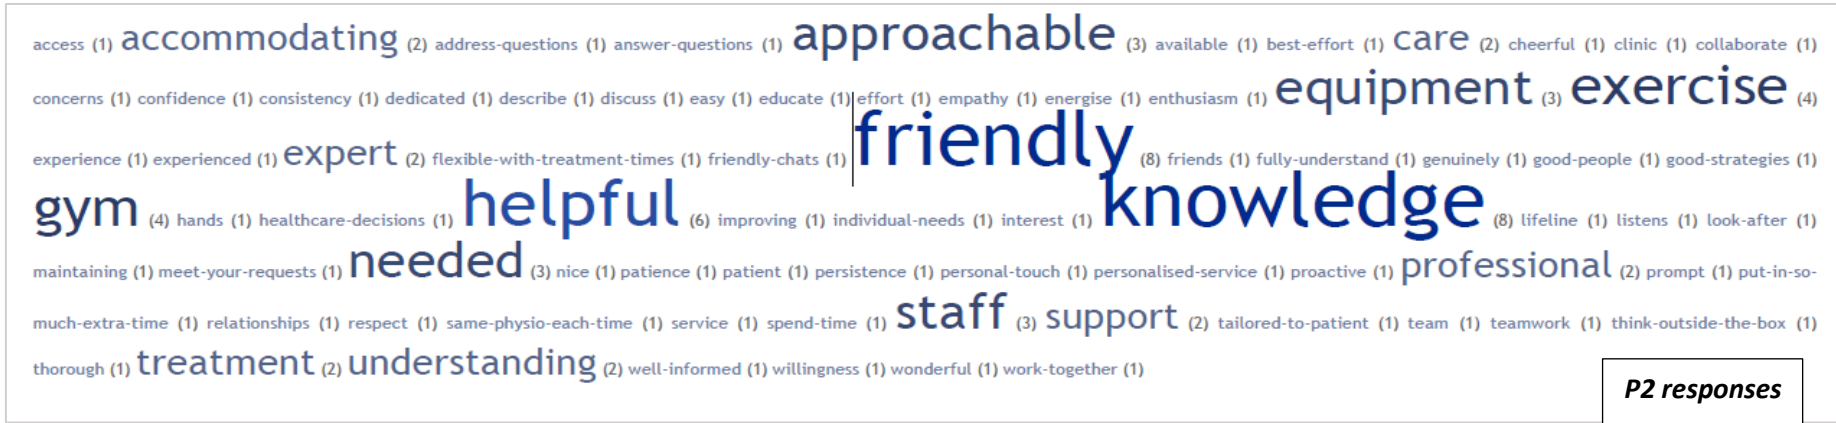 access (1) accommodating (2) address-questions (1) answer-questions (1) approachable (3) available (1) best-effort (1) care (2) cheerful (1) clinic (1) collaborate (1)
concerns (1) confidence (1) consistency (1) dedicated (1) describe (1) discuss (1) easy (1) educate (1) effort (1) empathy (1) energise (1) enthusiasm (1) equipment (3) exercise (4)
experience (1) experienced (1) expert (2) flexible-with-treatment-times (1) friendly-chats (1) friendly (8) friends (1) fully-understand (1) genuinely (1) good-people (1) good-strategies (1)
gym (4) hands (1) healthcare-decisions (1) helpful (6) improving (1) individual-needs (1) interest (1) knowledge (8) lifeline (1) listens (1) look-after (1)
maintaining (1) meet-your-requests (1) needed (3) nice (1) patience (1) patient (1) persistence (1) personal-touch (1) personalised-service (1) proactive (1) professional (2) prompt (1) put-in-so-
much-extra-time (1) relationships (1) respect (1) same-physio-each-time (1) service (1) spend-time (1) staff (3) support (2) tailored-to-patient (1) team (1) teamwork (1) think-outside-the-box (1)
thorough (1) treatment (2) understanding (2) well-informed (1) willingness (1) wonderful (1) work-together (1)
P2 responses